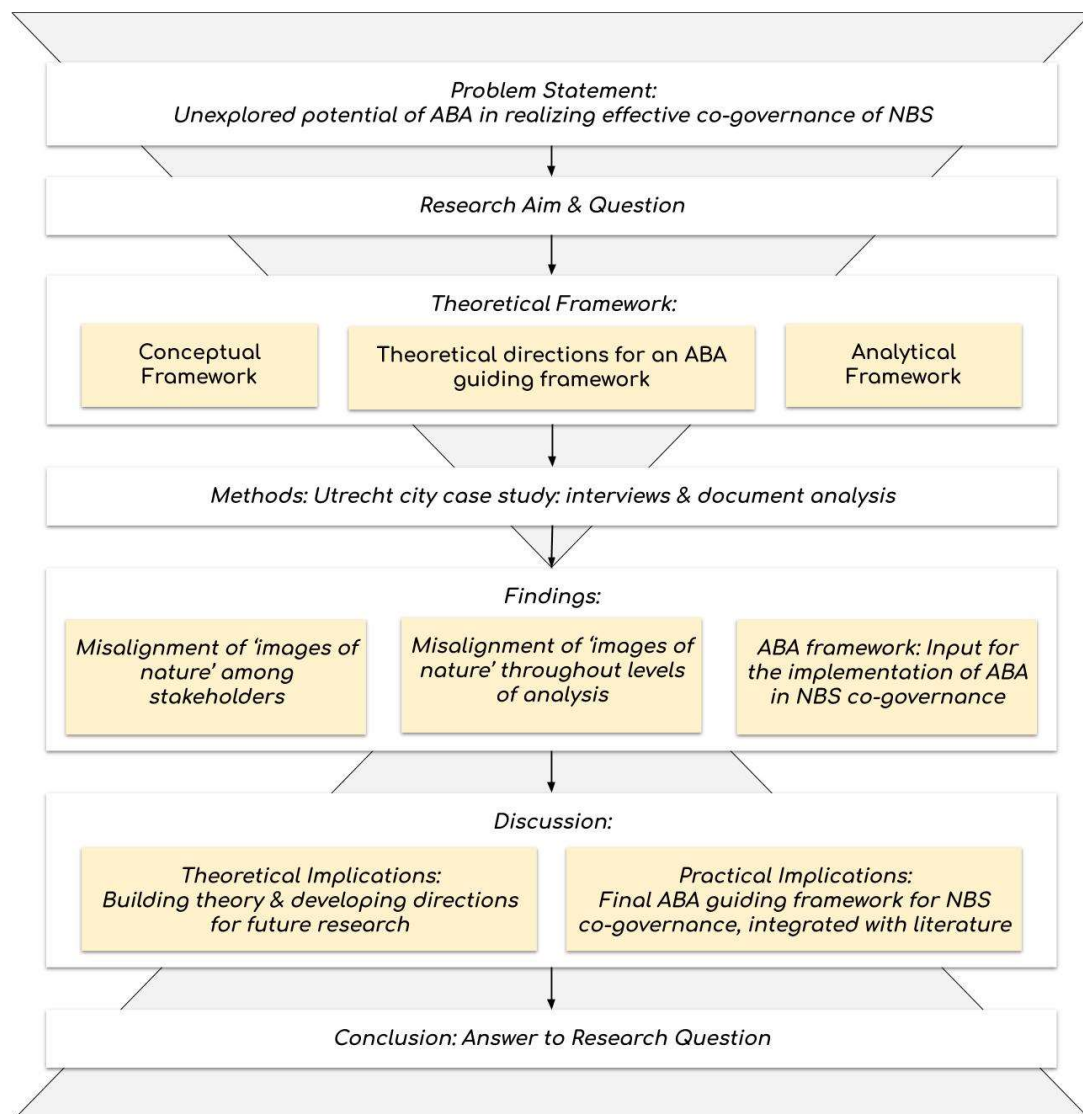 Problem Statement:
Unexplored potential of ABA in realizing effective co-governance of NBS
Research Aim & Question
Theoretical Framework:
Conceptual
Framework
Theoretical directions for an ABA
guiding framework
Analytical
Framework
Methods: Utrecht city case study: interviews & document analysis
Findings:
Misalignment of ‘images of
nature’ among
stakeholders
Misalignment of ‘images of
nature’ throughout levels
of analysis
ABA framework: Input for
the implementation of ABA
in NBS co-governance
Discussion:
Theoretical Implications:
Building theory & developing directions
for future research
Practical Implications:
Final ABA guiding framework for NBS
co-governance, integrated with literature
Conclusion: Answer to Research Question